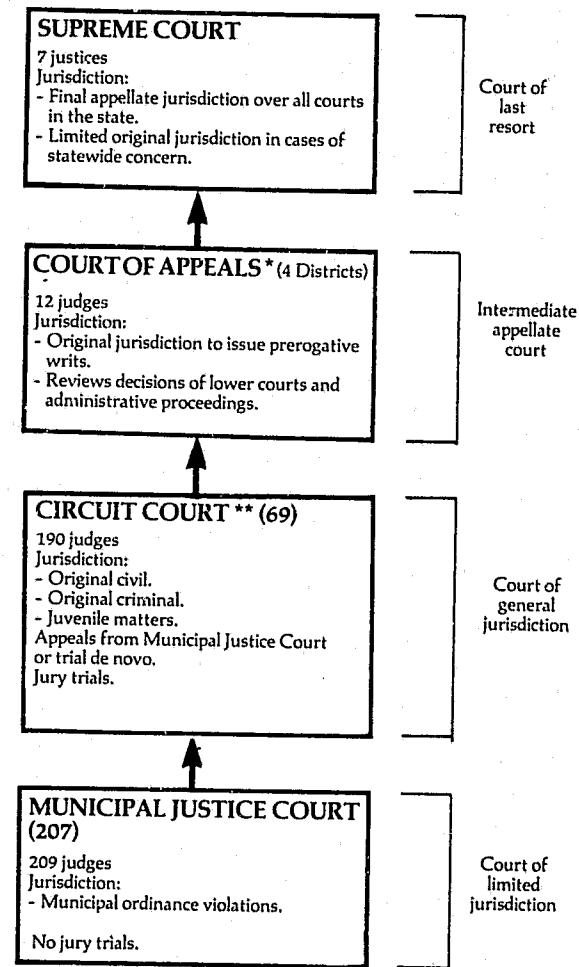 SUPREME COURT
7 justices
Jurisdiction:
- Final appellate jurisdiction over all courts
in the state.
- Limited original jurisdiction in cases of
statewide concern.
Court of
last
resort
COURT OF APPEALS * (4 Districts)
12 judges
Jurisdiction:
- Original jurisdiction to issue prerogative
writs.
- Reviews decisions of lower courts and
administrative proceedings.
Intermediate
appellate
court
CIRCUIT COURT ** (69)
190 judges
Jurisdiction:
- Original civil.
- Original criminal.
- Juvenile matters.
Appeals from Municipal Justice Court
or trial de novo.
Jury trials.
Court of
general
jurisdiction
MUNICIPAL JUSTICE COURT
(207)
209 judges
Jurisdiction:
- Municipal ordinance violations.
No jury trials.
Court of
limited
jurisdiction